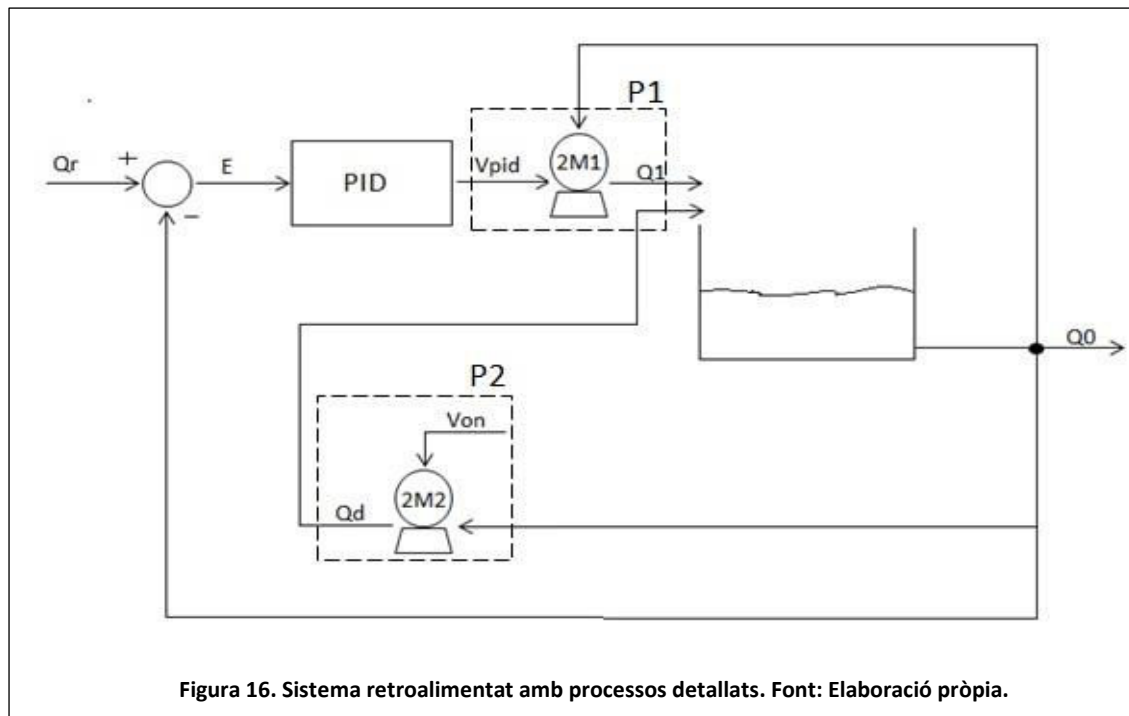 P1
+
Qr
E
PID
Vpid
2M1
Q1
−
Q0
P2
Von
2M2
Qd
Figura 16. Sistema retroalimentat amb processos detallats. Font: Elaboració pròpia.